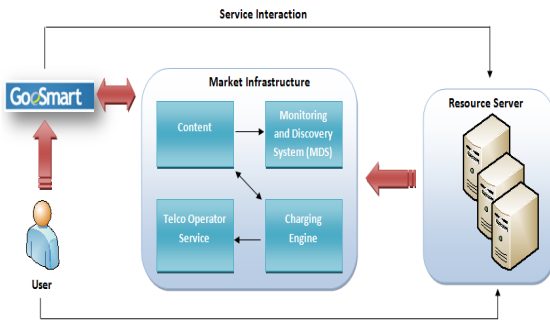 Service Interaction
GoSmart
Market Infrastructure
Content
Monitoring
and Discovery
System (MDS)
Telco Operator
Service
Charging
Engine
Resource Server
User